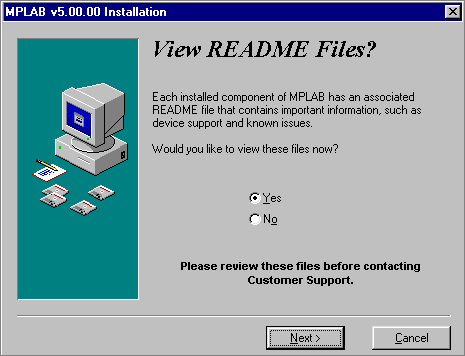 MPLAB v5.00.00 Installation
View README Files?
Each installed component of MPLAB has an associated
README file that contains important information, such as
device support and known issues.
Would you like to view these files now?
Yes
No
Please review these files before contacting
Customer Support.
Next >
Cancel